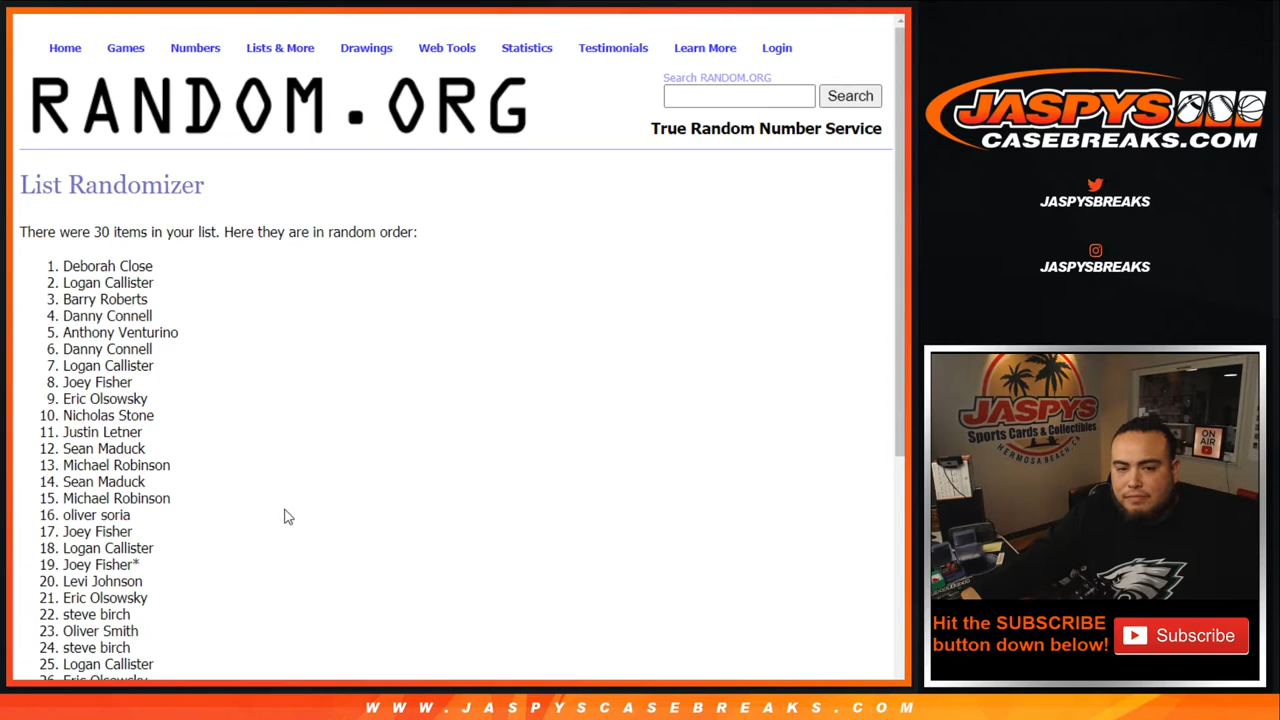 Home Games Numbers Lists & More Drawings Web Tools Statistics Testimonials Learn More Login
RANDOM.ORG
Search RANDOM.ORG
Search
True Random Number Service
List Randomizer
There were 30 items in your list. Here they are in random order:
1. Deborah Close
2. Logan Callister
3. Barry Roberts
4. Danny Connell
5. Anthony Venturino
6. Danny Connell
7. Logan Callister
8. Joey Fisher
9. Eric Olsowsky
10. Nicholas Stone
11. Justin Letner
12. Sean Maduck
13. Michael Robinson
14. Sean Maduck
15. Michael Robinson
16. oliver soria
17. Joey Fisher
18. Logan Callister
19. Joey Fisher*
20. Levi Johnson
21. Eric Olsowsky
22. steve birch
23. Oliver Smith
24. steve birch
25. Logan Callister
26. Eric Olsowsky
JASPYS
CASEBREAKS.COM
JASPYSBREAKS
JASPYSBREAKS
JASPYS
Sports Cards & Collectibles
HERMOSA BEACH, CA
ON
AIR
Hit the SUBSCRIBE
button down below!
Subscribe
WWW.JASPYSCASEBREAKS.COM